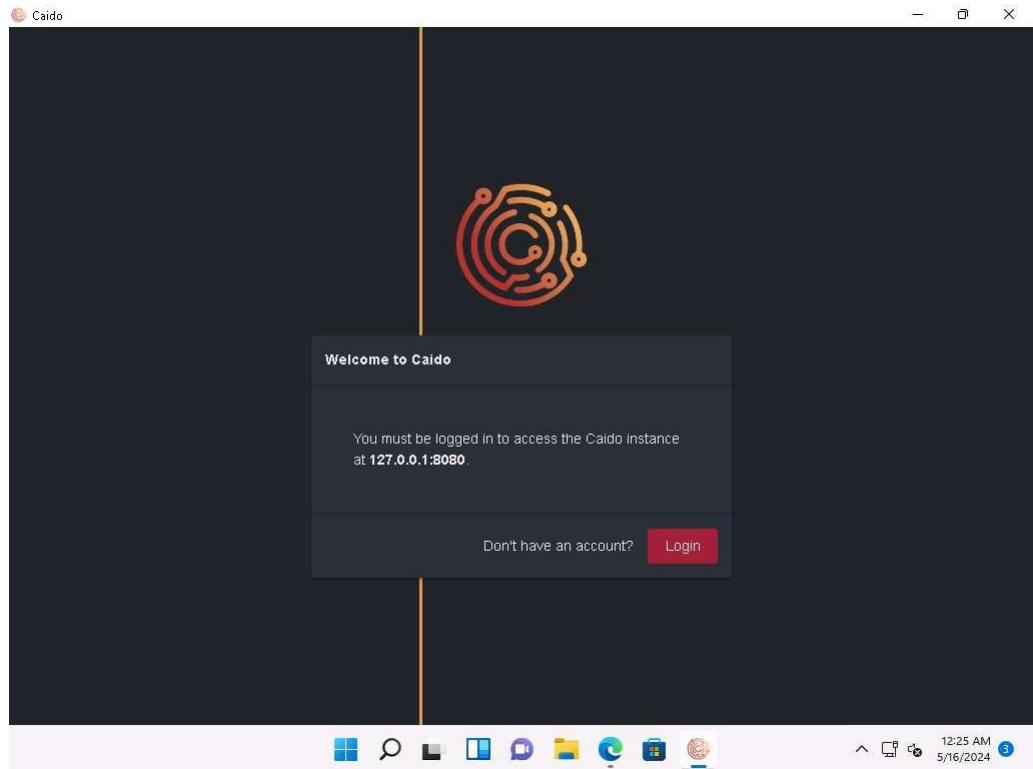 Caido
Welcome to Caido
You must be logged in to access the Caido instance
at 127.0.0.1:8080.
Don't have an account?
Login
12:25 AM
5/16/2024
3